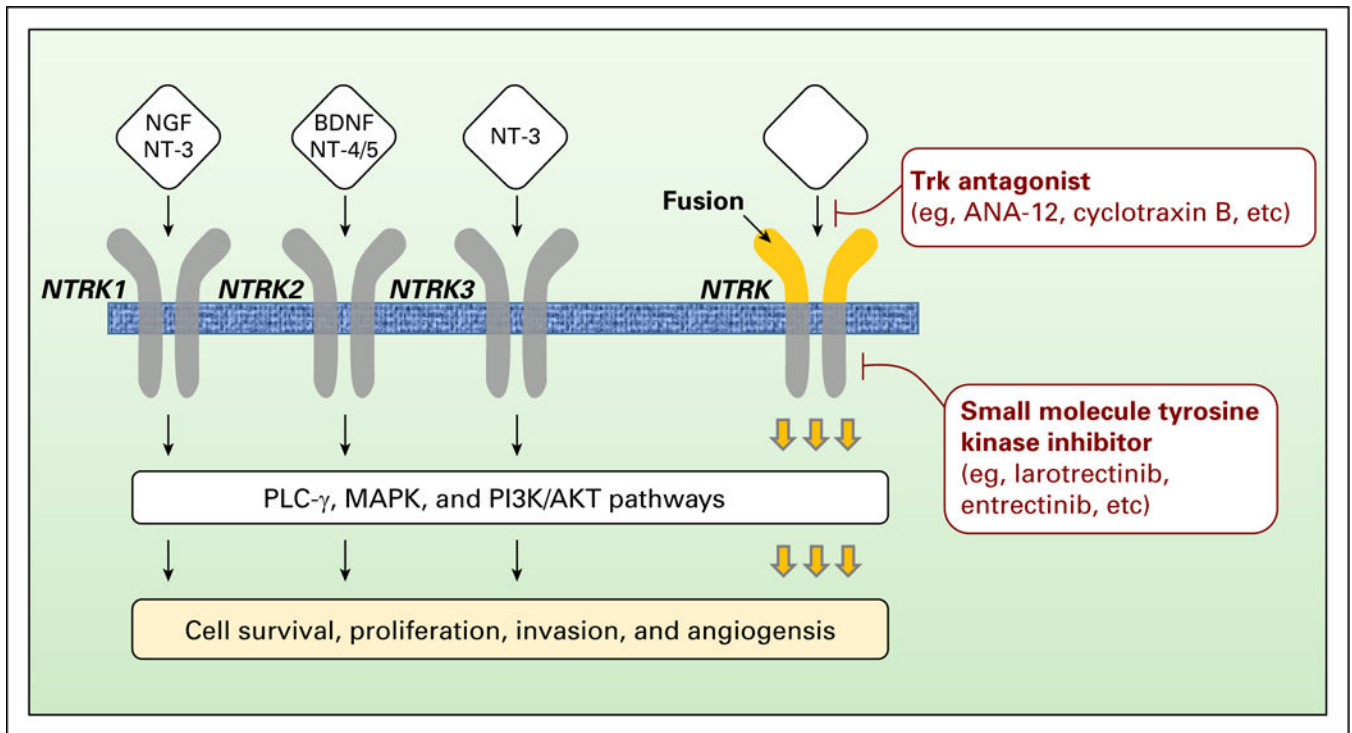 NGF
NT-3
BDNF
NT-4/5
NT-3
Fusion
Trk antagonist
(eg, ANA-12, cyclotraxin B, etc)
NTRK1
NTRK2
NTRK3
NTRK
Small molecule tyrosine
kinase inhibitor
(eg, larotrectinib,
entrectinib, etc)
PLC-γ, MAPK, and PI3K/AKT pathways
Cell survival, proliferation, invasion, and angiogensis